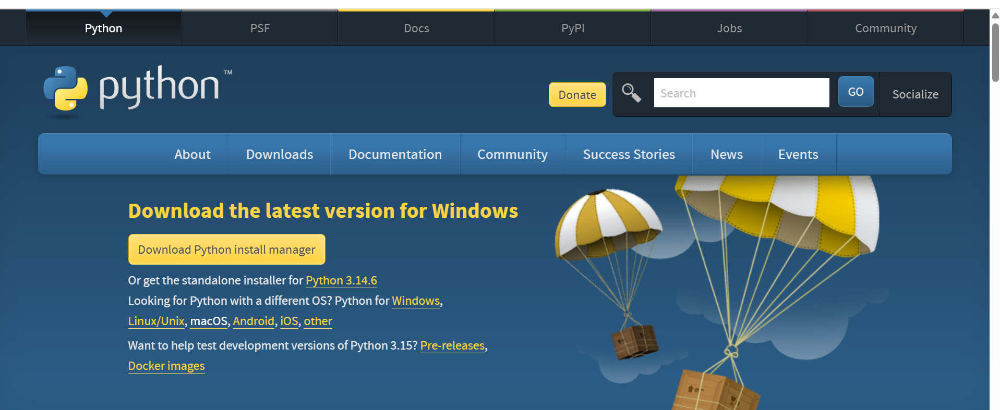 Python PSF Docs PyPI Jobs Community
python™
Donate Search GO Socialize
About Downloads Documentation Community Success Stories News Events
Download the latest version for Windows
Download Python install manager
Or get the standalone installer for Python 3.14.6
Looking for Python with a different OS? Python for Windows,
Linux/Unix, macOS, Android, iOS, other
Want to help test development versions of Python 3.15? Pre-releases,
Docker images